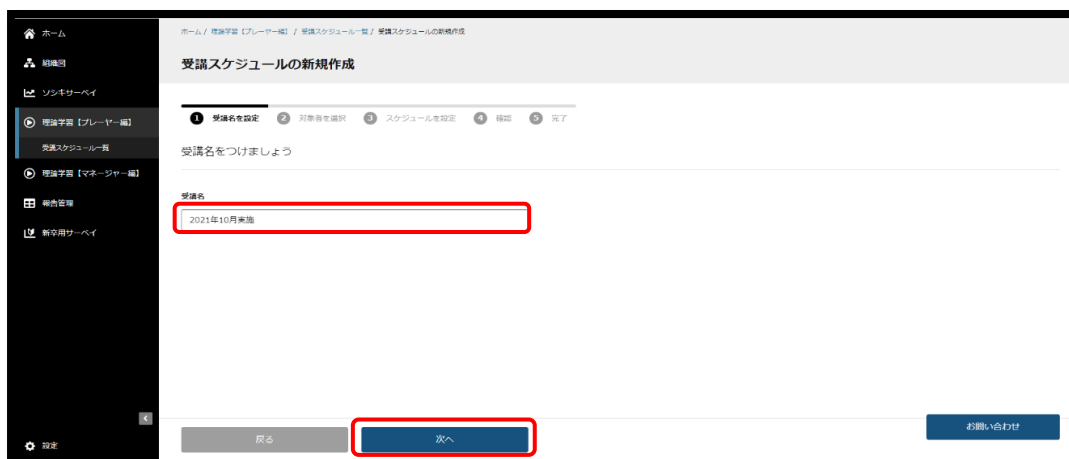 ホーム
組織図
ソシキサーベイ
理論学習【プレーヤー編】
受講スケジュール一覧
理論学習【マネージャー編】
報告管理
新卒用サーベイ
設定
ホーム / 理論学習【プレーヤー編】 / 受講スケジュール一覧 / 受講スケジュールの新規作成
受講スケジュールの新規作成
1 受講名を設定 2 対象者を選択 3 スケジュールを設定 4 確認 5 完了
受講名をつけましょう
受講名
2021年10月実施
戻る
次へ
お問い合わせ